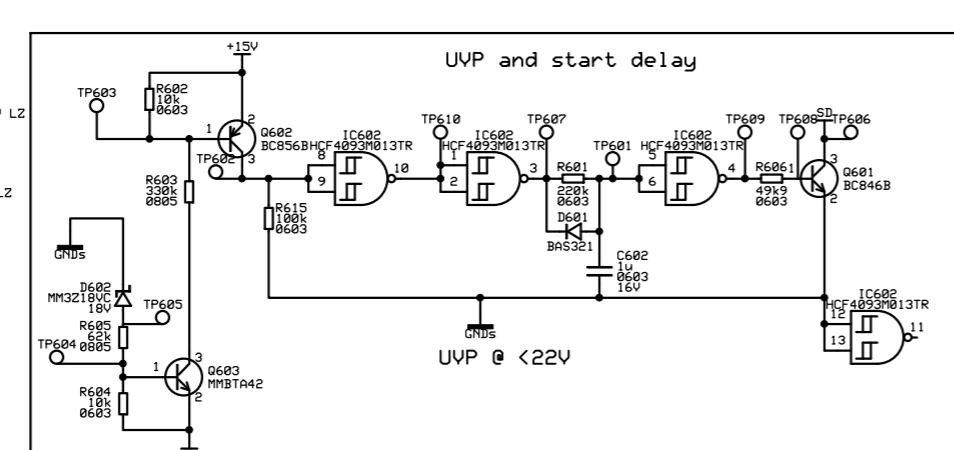 +15V
UVP and start delay
TP603
R602
10k
0603
LZ
1
2
Q602
BC856B
3
TP602
IC602
HCF4093M013TR
8
9
10
TP610
IC602
HCF4093M013TR
1
2
3
TP607
R601
220k
0603
TP601
IC602
HCF4093M013TR
5
6
4
TP609
R6061
49k9
0603
TP608
SD
TP606
3
Q601
BC846B
2
LZ
R603
330k
0805
R615
100k
0603
D601
BAS321
C602
1u
0603
16V
GNDs
D602
MM3Z18VC
18V
TP605
R605
62k
0805
TP604
1
3
Q603
MMBTA42
2
R604
10k
0603
GNDs
UVP @ <22V
IC602
HCF4093M013TR
12
13
11